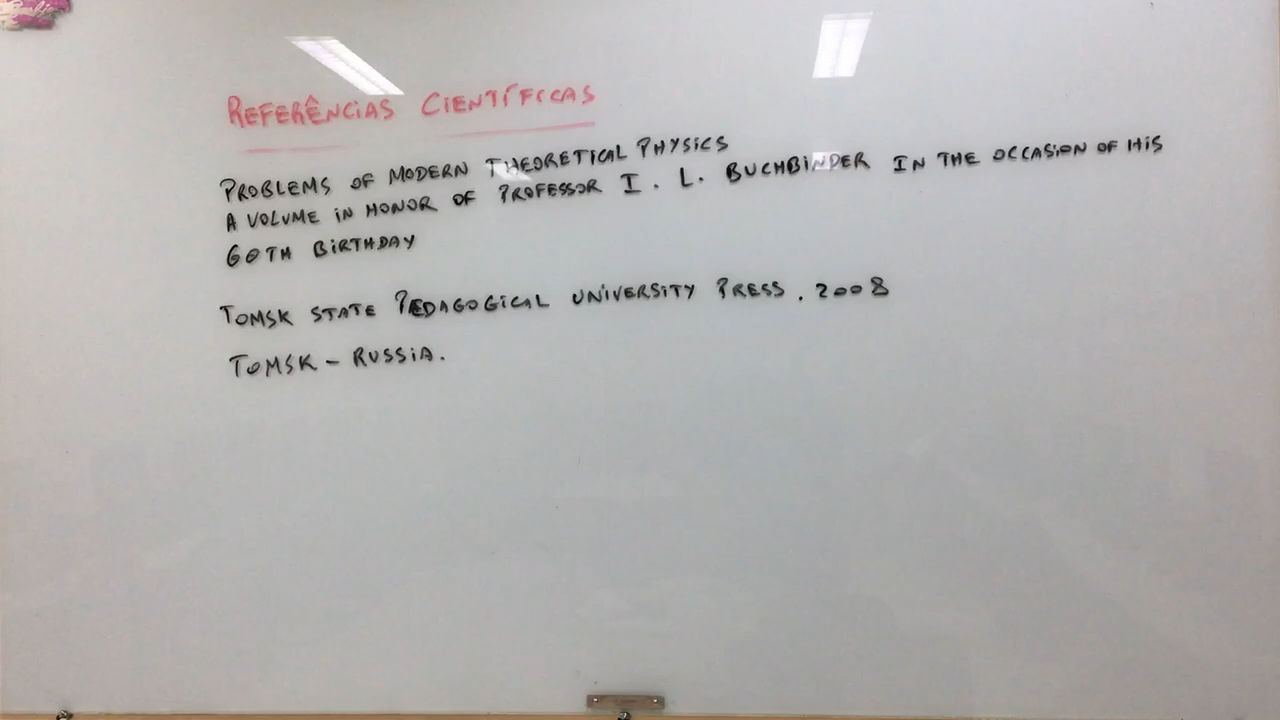 REFERÊNCIAS CIENTÍFICAS
PROBLEMS OF MODERN THEORETICAL PHYSICS
A VOLUME IN HONOR OF PROFESSOR I. L. BUCHBINDER IN THE OCCASION OF HIS
60TH BIRTHDAY
TOMSK STATE PEDAGOGICAL UNIVERSITY PRESS. 2008
TOMSK - RUSSIA.